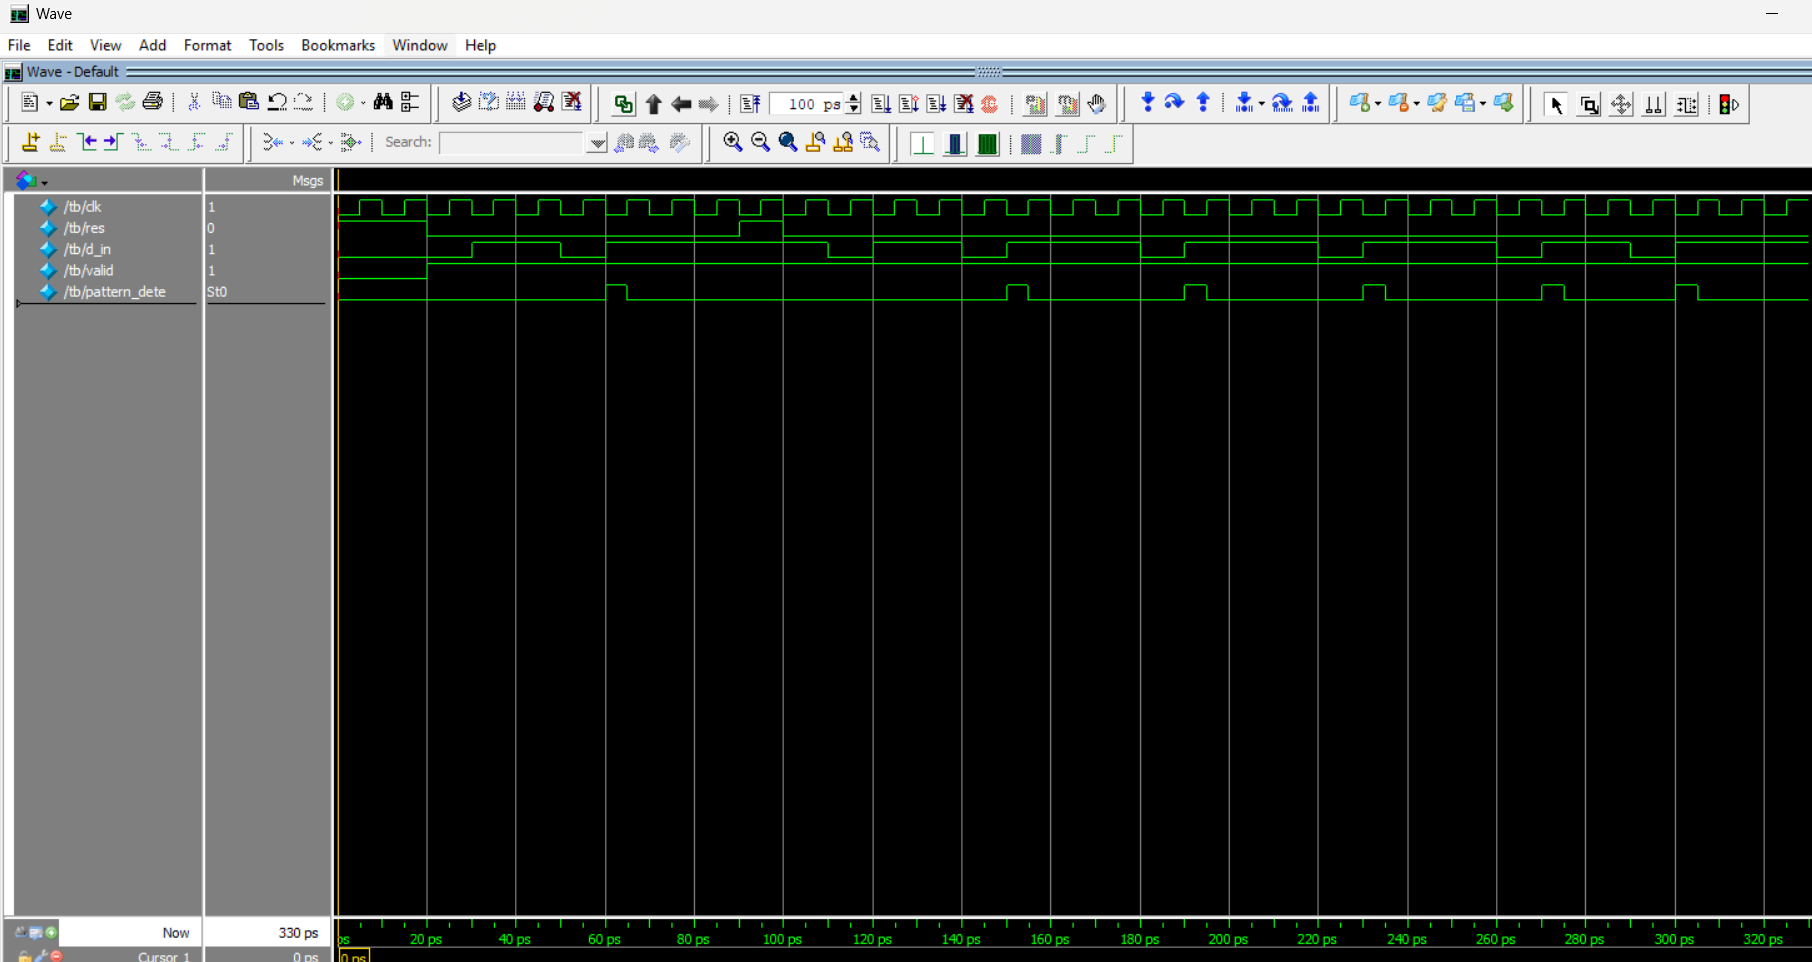 Wave
File Edit View Add Format Tools Bookmarks Window Help
Wave - Default
100 ps
Search:
Msgs
/tb/clk 1
/tb/res 0
/tb/d_in 1
/tb/valid 1
/tb/pattern_dete St0
Now 330 ps
ps 20 ps 40 ps 60 ps 80 ps 100 ps 120 ps 140 ps 160 ps 180 ps 200 ps 220 ps 240 ps 260 ps 280 ps 300 ps 320 ps
Cursor 1 0 ps 0 ps